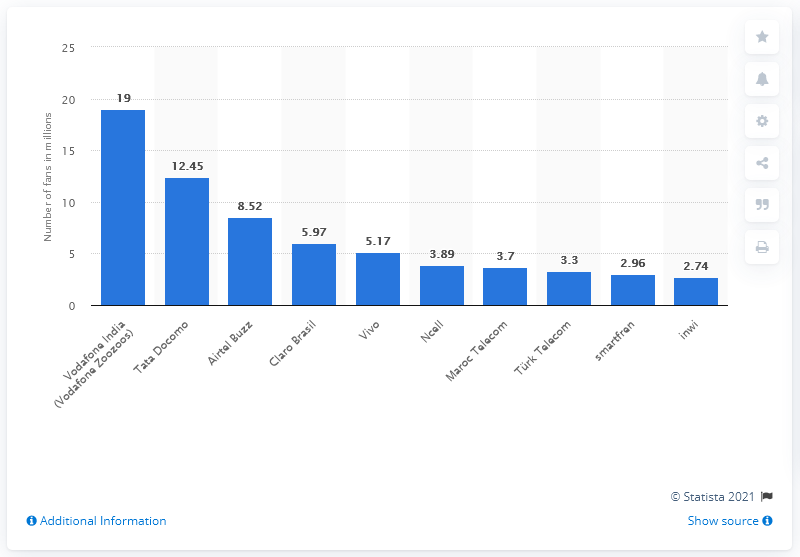 25
20
15
10
5
0
Number of fans in millions
19
12.45
8.52
5.97
5.17
3.89
3.7
3.3
2.96
2.74
Vodafone India
(Vodafone Zoozoos)
Tata Docomo
Airtel Buzz
Claro Brasil
Vivo
Ncell
Maroc Telecom
Türk Telecom
smartfren
inwi
© Statista 2021
Additional Information
Show source